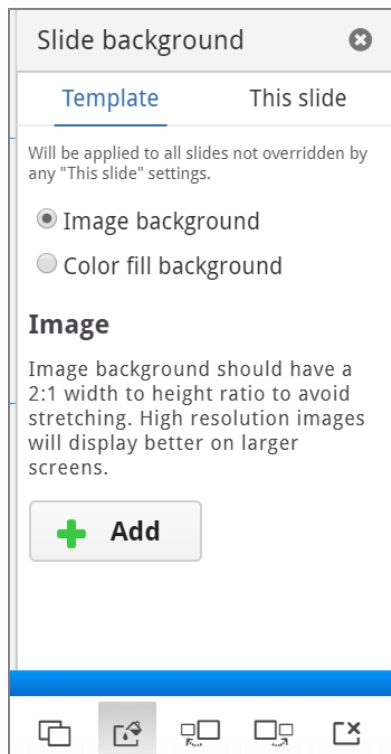 Slide background
Template This slide
Will be applied to all slides not overridden by
any "This slide" settings.
Image background
Color fill background
Image
Image background should have a
2:1 width to height ratio to avoid
stretching. High resolution images
will display better on larger
screens.
Add